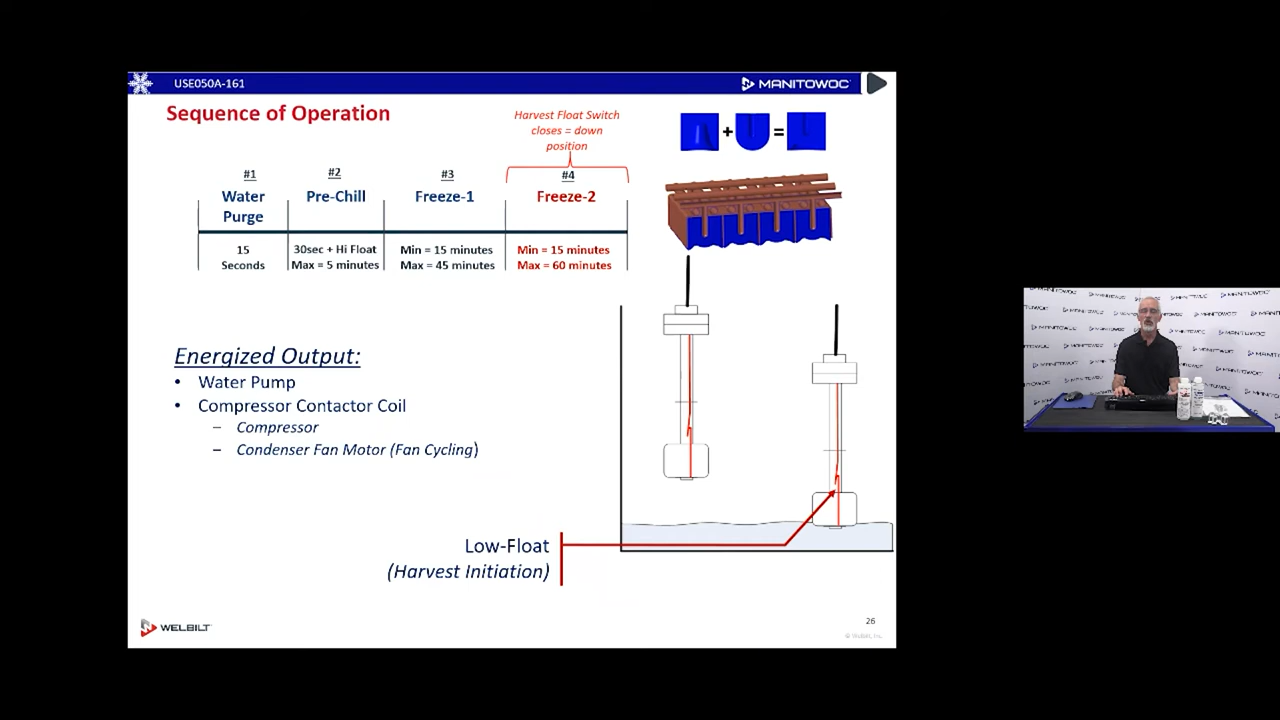 USE050A-161
MANITOWOC
Sequence of Operation
Harvest Float Switch
closes = down
position
#1
#2
#3
#4
Water
Purge
Pre-Chill
Freeze-1
Freeze-2
15
Seconds
30sec + Hi Float
Max = 5 minutes
Min = 15 minutes
Max = 45 minutes
Min = 15 minutes
Max = 60 minutes
+
=
Energized Output:
• Water Pump
• Compressor Contactor Coil
– Compressor
– Condenser Fan Motor (Fan Cycling)
Low-Float
(Harvest Initiation)
WELBILT
26
© Welbilt, Inc.
MANITOWOC